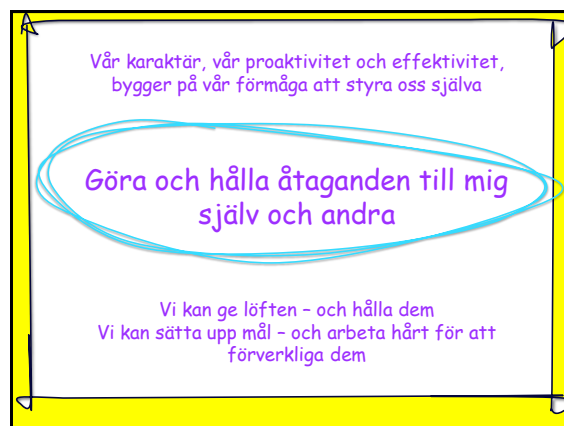 Vår karaktär, vår proaktivitet och effektivitet,
bygger på vår förmåga att styra oss själva
Göra och hålla åtaganden till mig
själv och andra
Vi kan ge löften – och hålla dem
Vi kan sätta upp mål – och arbeta hårt för att
förverkliga dem